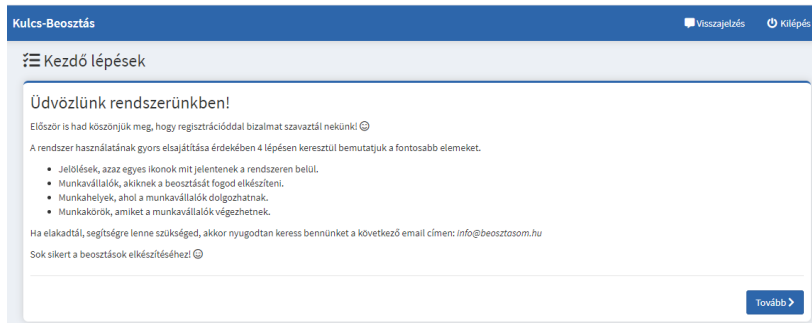 Kulcs-Beosztás
Visszajelzés
Kilépés
Kezdő lépések
Üdvözlünk rendszerünkben!
Először is had köszönjük meg, hogy regisztrációddal bizalmat szavaztál nekünk!
A rendszer használatának gyors elsajátítása érdekében 4 lépésen keresztül bemutatjuk a fontosabb elemeket.
• Jelölések, azaz egyes ikonok mit jelentenek a rendszeren belül.
• Munkavállalók, akiknek a beosztását fogod elkészíteni.
• Munkahelyek, ahol a munkavállalók dolgozhatnak.
• Munkakörök, amiket a munkavállalók végezhetnek.
Ha elakadtál, segítségre lenne szükséged, akkor nyugodtan keress bennünket a következő email címen: info@beosztasom.hu
Sok sikert a beosztások elkészítéséhez!
Tovább